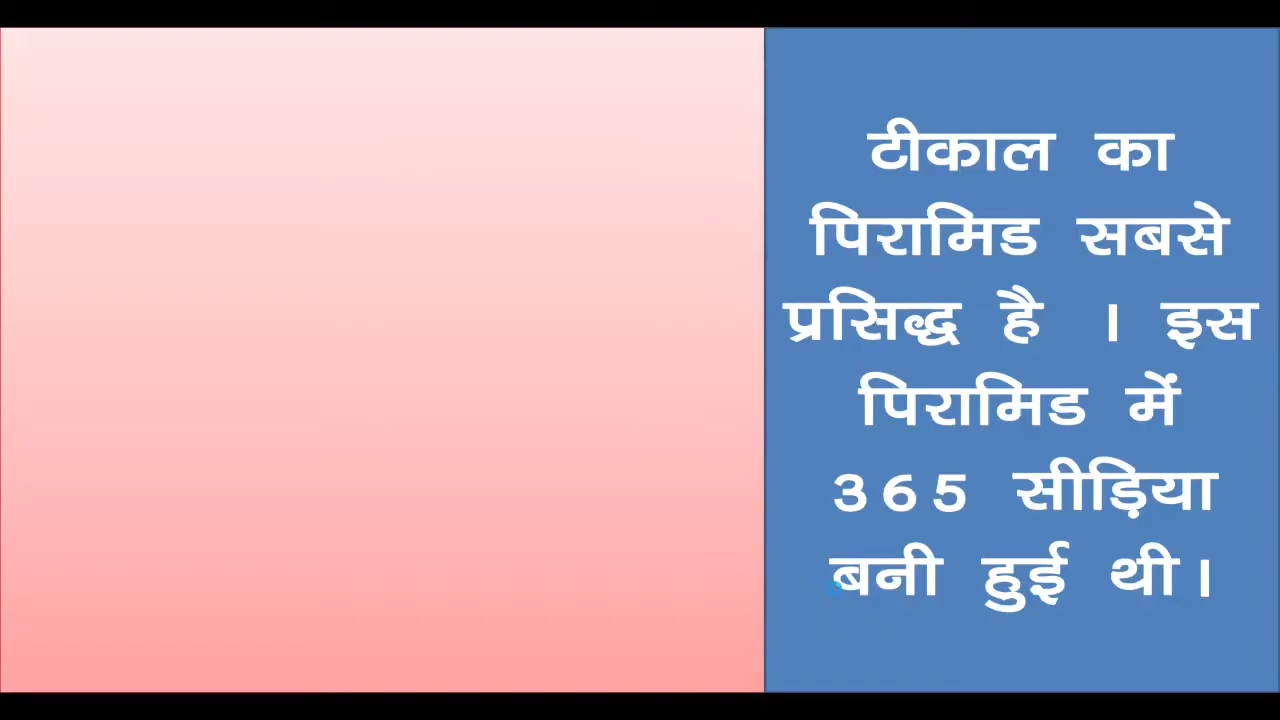 टीकाल का
पिरामिड सबसे
प्रसिद्ध है । इस
पिरामिड में
365 सीड़िया
बनी हुई थी।